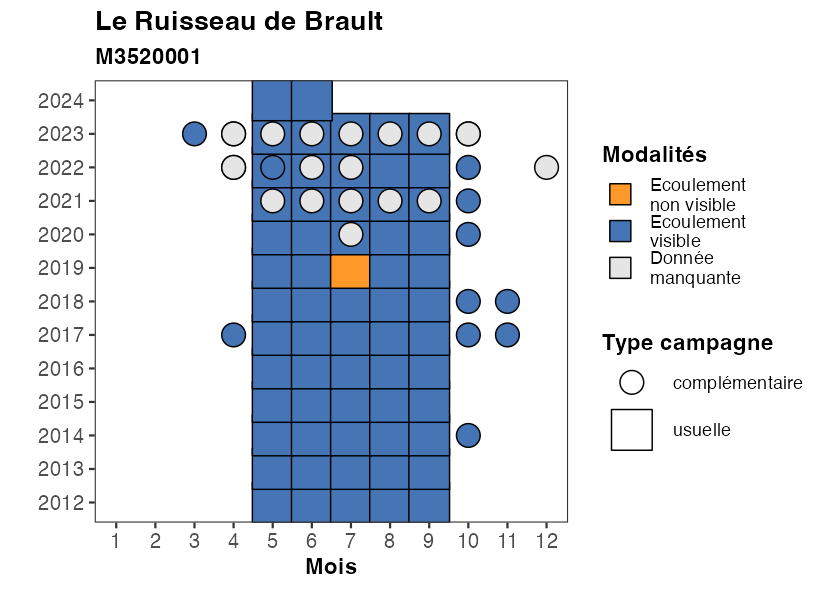 Le Ruisseau de Brault
M3520001
2024
2023
2022
2021
2020
2019
2018
2017
2016
2015
2014
2013
2012
1 2 3 4 5 6 7 8 9 10 11 12
Mois
Modalités
Ecoulement
non visible
Ecoulement
visible
Donnée
manquante
Type campagne
complémentaire
usuelle